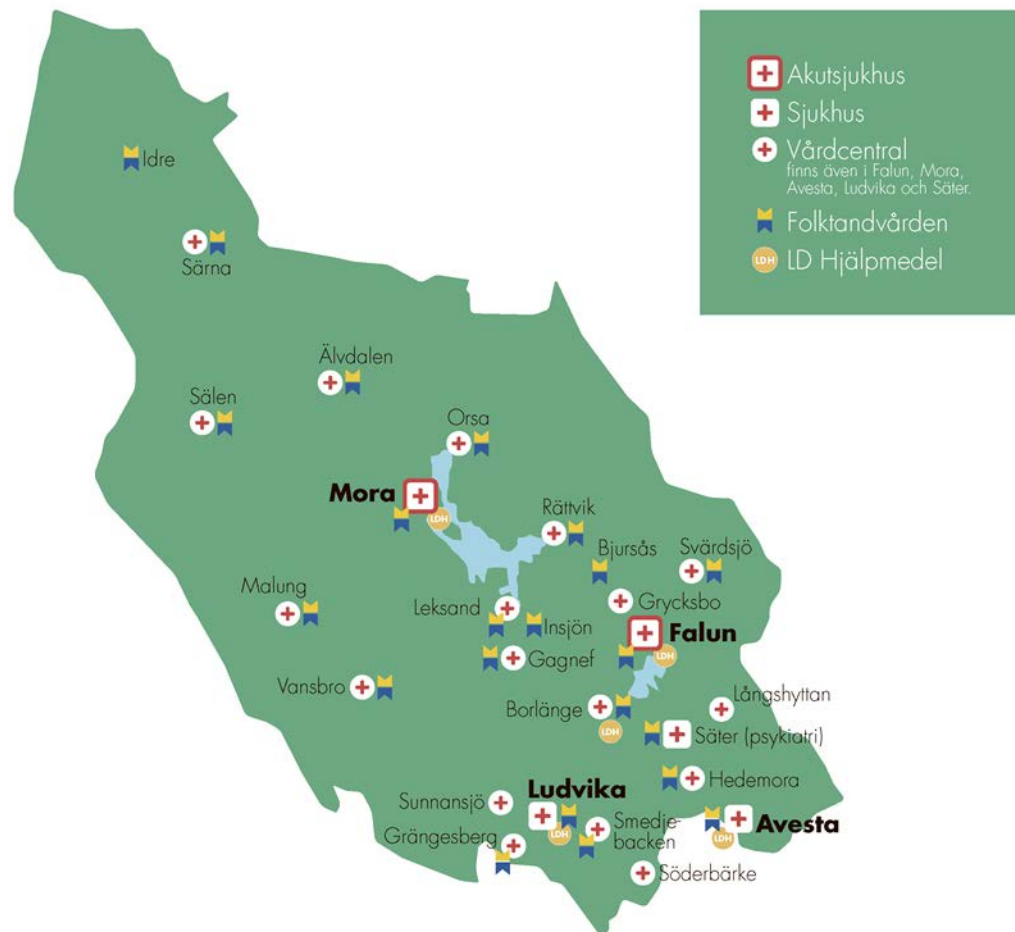 Akutsjukhus
Sjukhus
Vårdcentral
finns även i Falun, Mora,
Avesta, Ludvika och Säter.
Folktandvården
LDH LD Hjälpmedel
Idre
Särna
Älvdalen
Sälen
Orsa
Mora
LDH
Rättvik
Bjursås
Svärdsjö
Malung
Leksand
Grycksbo
Insjön
Falun
LDH
Gagnef
Vansbro
Långshyttan
Borlänge
LDH
Säter (psykiatri)
Hedemora
Ludvika
Sunnansjö
LDH
Smedje-
backen
Avesta
LDH
Grängesberg
Söderbärke